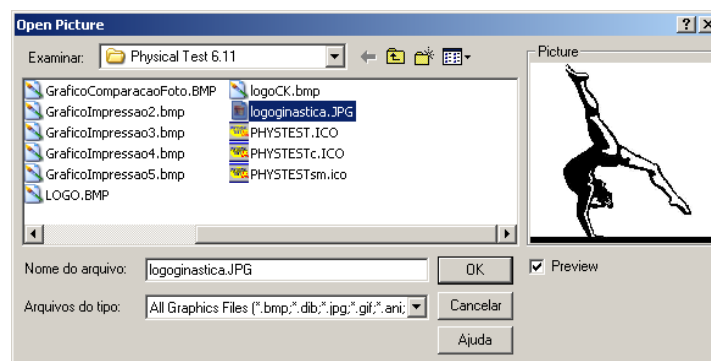 Open Picture
Examinar: Physical Test 6.11
Picture
GraficoComparacaoFoto.BMP
GraficoImpressao2.bmp
GraficoImpressao3.bmp
GraficoImpressao4.bmp
GraficoImpressao5.bmp
LOGO.BMP
logoCK.bmp
logoginastica.JPG
PHYSTEST.ICO
PHYSTESTc.ICO
PHYSTESTsm.ico
Nome do arquivo: logoginastica.JPG OK Preview
Arquivos do tipo: All Graphics Files (*.bmp;*.dib;*.jpg;*.gif;*.ani; Cancelar
Ajuda